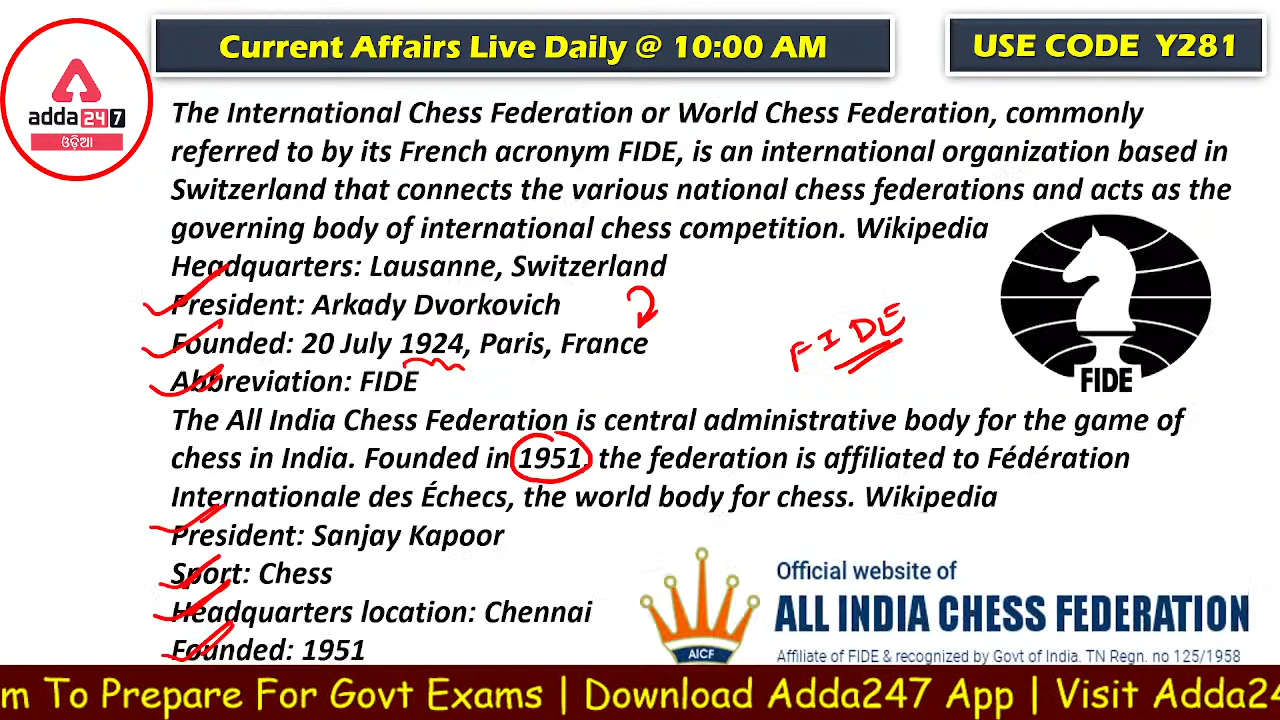 Current Affairs Live Daily @ 10:00 AM
USE CODE Y281
adda247
ଓଡ଼ିଆ
The International Chess Federation or World Chess Federation, commonly
referred to by its French acronym FIDE, is an international organization based in
Switzerland that connects the various national chess federations and acts as the
governing body of international chess competition. Wikipedia
Headquarters: Lausanne, Switzerland
President: Arkady Dvorkovich
Founded: 20 July 1924, Paris, France
FIDE
Abbreviation: FIDE
FIDE
The All India Chess Federation is central administrative body for the game of
chess in India. Founded in 1951, the federation is affiliated to Fédération
Internationale des Échecs, the world body for chess. Wikipedia
President: Sanjay Kapoor
Sport: Chess
Headquarters location: Chennai
Founded: 1951
AICF
Official website of
ALL INDIA CHESS FEDERATION
Affiliate of FIDE & recognized by Govt of India. TN Regn. no 125/1958
m To Prepare For Govt Exams | Download Adda247 App | Visit Adda24